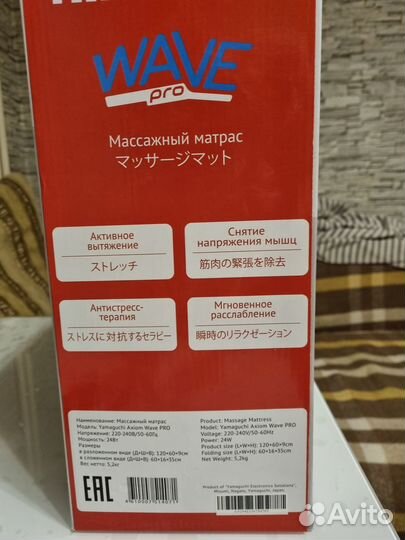 WAVE
pro
Массажный матрас
マッサージマット
Активное
вытяжение
ストレッチ
Снятие
напряжения мышц
筋肉の緊張を除去
Антистресс-
терапия
ストレスに対抗するセラピー
Мгновенное
расслабление
瞬時のリラクゼーション
Наименование: Массажный матрас
Модель: Yamaguchi Axiom Wave PRO
Напряжение: 220-240В/50-60Гц
Мощность: 24Вт
Размеры
в разложенном виде (Д×Ш×В): 120×60×9см
в сложенном виде (Д×Ш×В): 60×16×35см
Вес нетто: 5,2кг
Product: Massage Mattress
Model: Yamaguchi Axiom Wave PRO
Voltage: 220-240V/50-60Hz
Power: 24W
Product size (L×W×H): 120×60×9cm
Folding size (L×W×H): 60×16×35cm
Net Weight: 5,2kg
EAC
Product of "Yamaguchi Electronics Solutions",
Avito